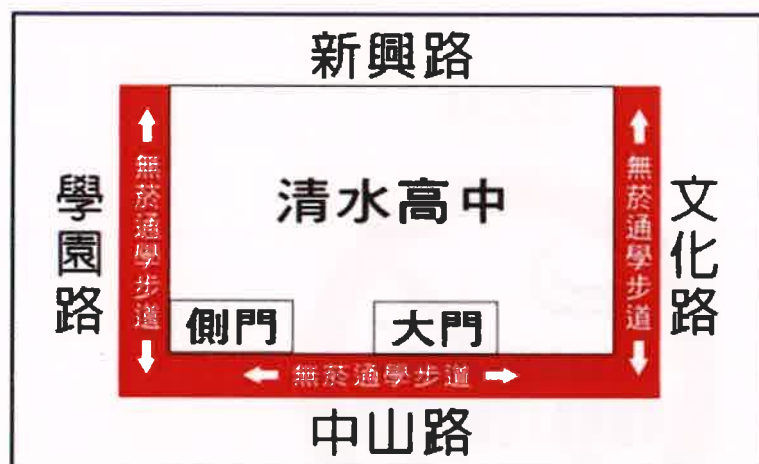 新興路
學園路
無菸通學步道
清水高中
無菸通學步道
文化路
側門
大門
無菸通學步道
中山路